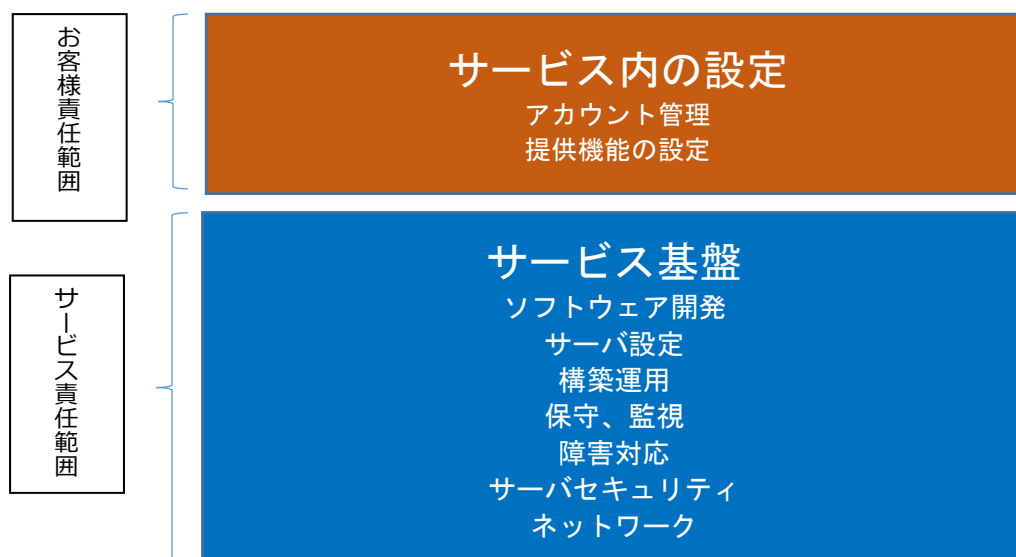 お客様責任範囲
サービス内の設定
アカウント管理
提供機能の設定
サービス責任範囲
サービス基盤
ソフトウェア開発
サーバ設定
構築運用
保守、監視
障害対応
サーバセキュリティ
ネットワーク